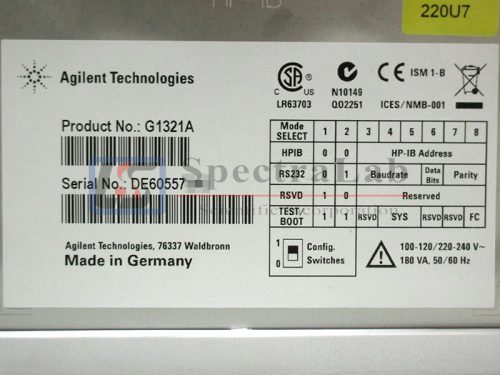 HP-IB
220U7
Agilent Technologies
Product No.: G1321A
Serial No.: DE60557
Agilent Technologies, 76337 Waldbronn
Made in Germany
C US
LR63703
N10149
Q02251
CE ISM 1-B
ICES/NMB-001
Mode SELECT 1 2 3 4 5 6 7 8
HPIB 0 0 HP-IB Address
RS232 0 1 Baudrate Data Bits Parity
RSVD 1 0 Reserved
TEST BOOT 1 1 RSVD SYS RSVD RSVD FC
1
0
Config. Switches
100-120/220-240 V~
180 VA, 50/60 Hz
SpectraLab
Scientific Incorporation